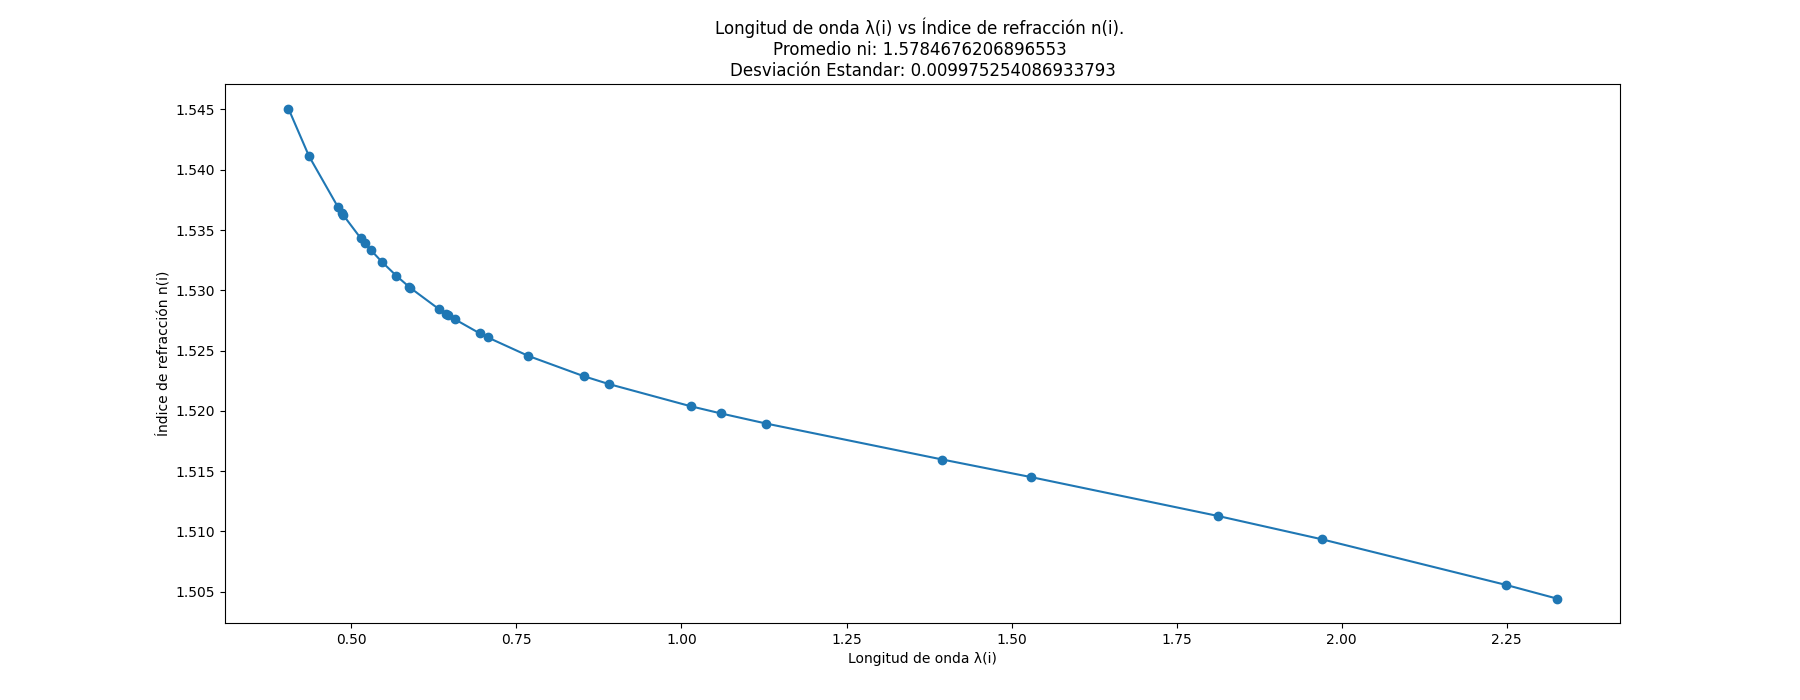 Longitud de onda λ(i) vs Índice de refracción n(i).
Promedio ni: 1.5784676206896553
Desviación Estandar: 0.009975254086933793
1.545
1.540
1.535
1.530
1.525
1.520
1.515
1.510
1.505
Índice de refracción n(i)
0.50 0.75 1.00 1.25 1.50 1.75 2.00 2.25
Longitud de onda λ(i)